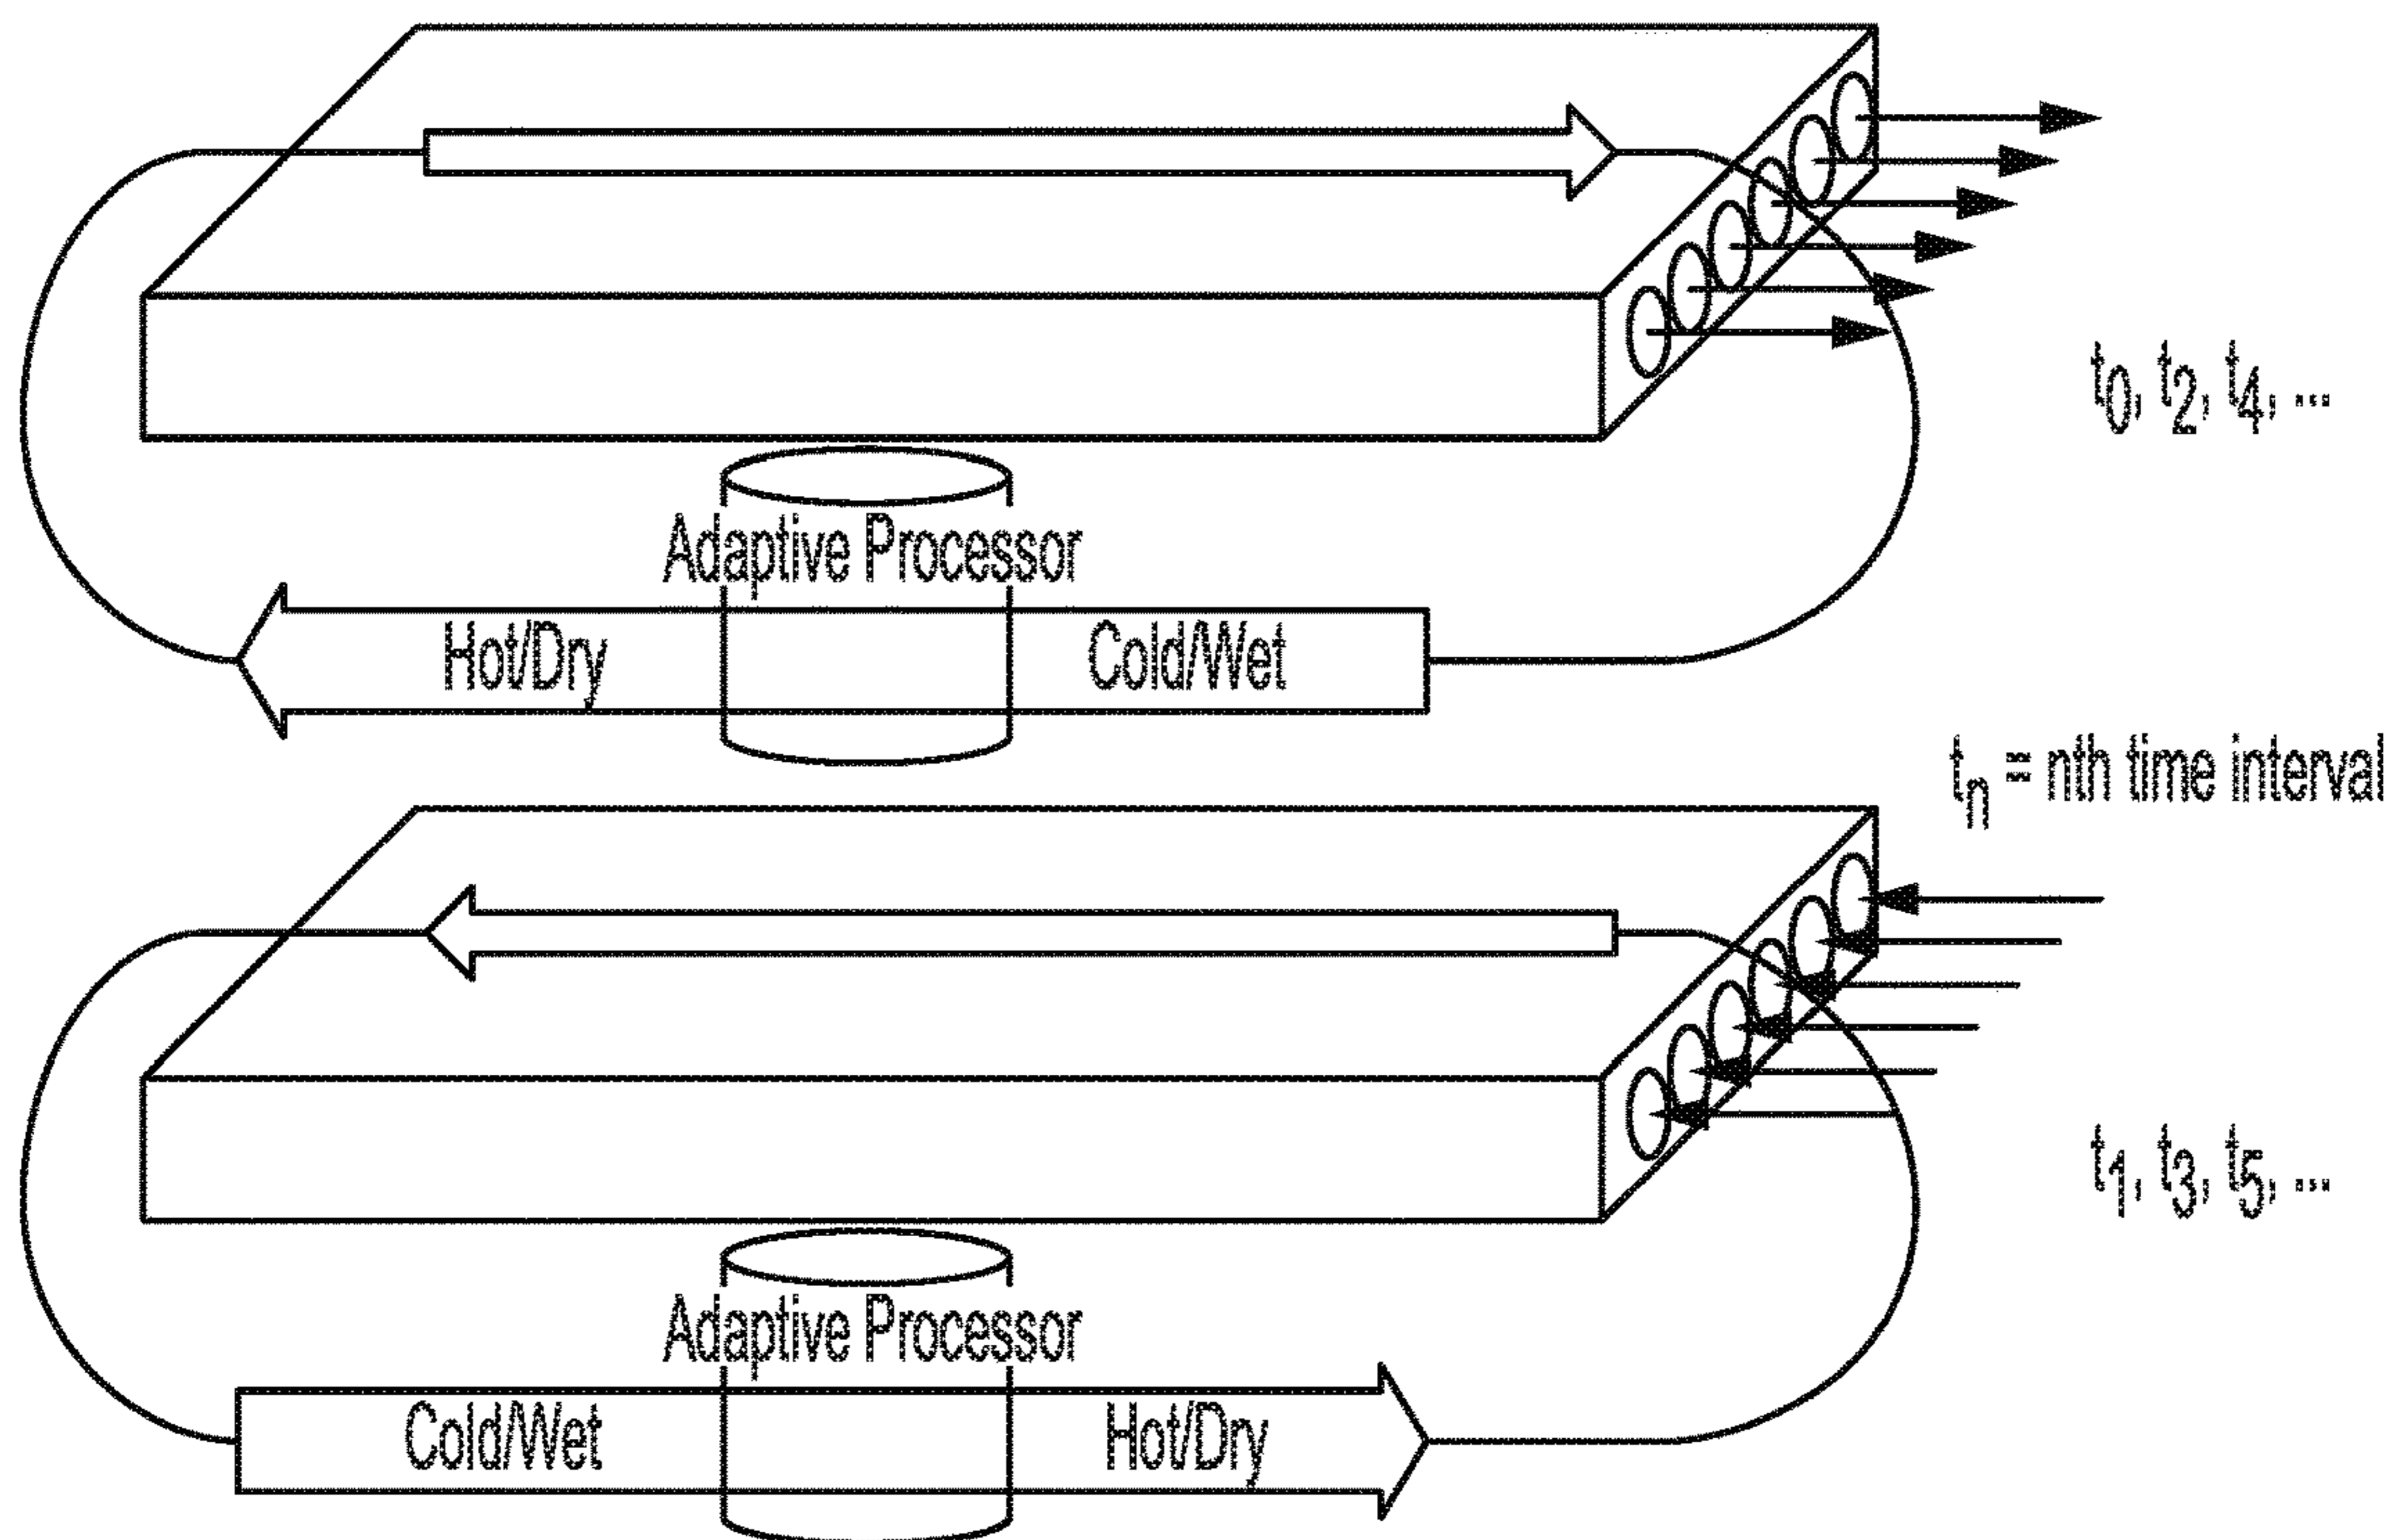 t0, t2, t4, ...
Adaptive Processor
Hot/Dry
Cold/Wet
tn = nth time interval
t1, t3, t5, ...
Adaptive Processor
Cold/Wet
Hot/Dry